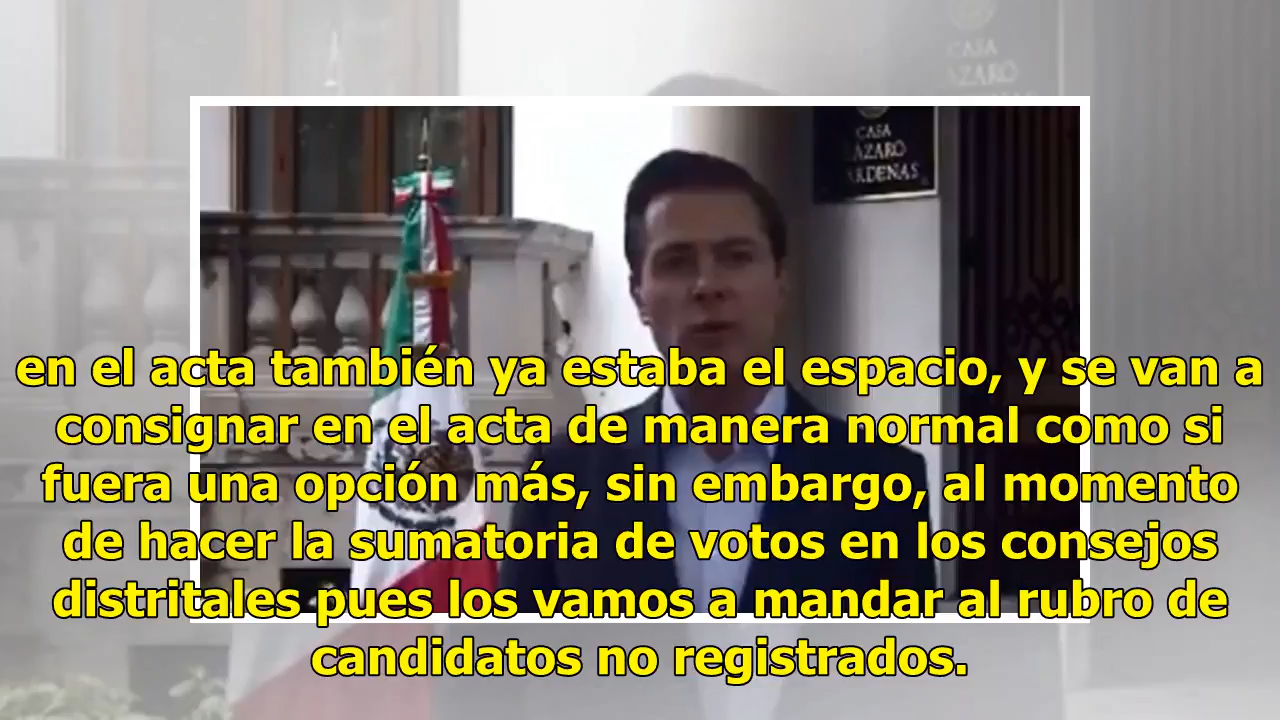 CASA
LÁZARO
CÁRDENAS
en el acta también ya estaba el espacio, y se van a
consignar en el acta de manera normal como si
fuera una opción más, sin embargo, al momento
de hacer la sumatoria de votos en los consejos
distritales pues los vamos a mandar al rubro de
candidatos no registrados.